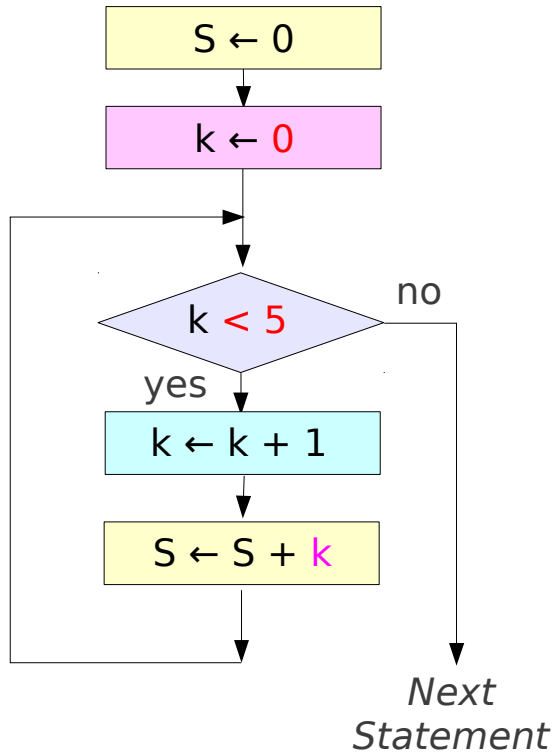 S ← 0
k ← 0
k < 5
no
yes
k ← k + 1
S ← S + k
Next
Statement